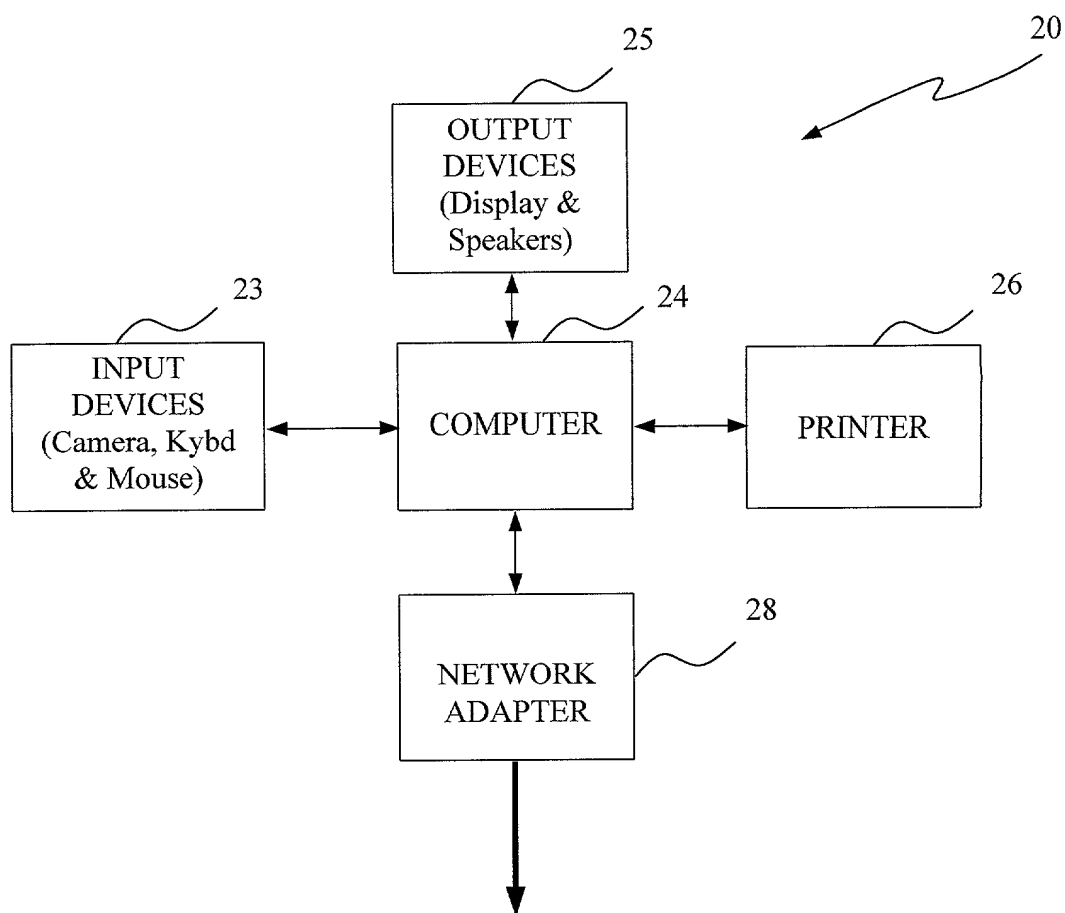 20
25
OUTPUT
DEVICES
(Display &
Speakers)
23
24
26
INPUT
DEVICES
(Camera, Kybd
& Mouse)
COMPUTER
PRINTER
28
NETWORK
ADAPTER